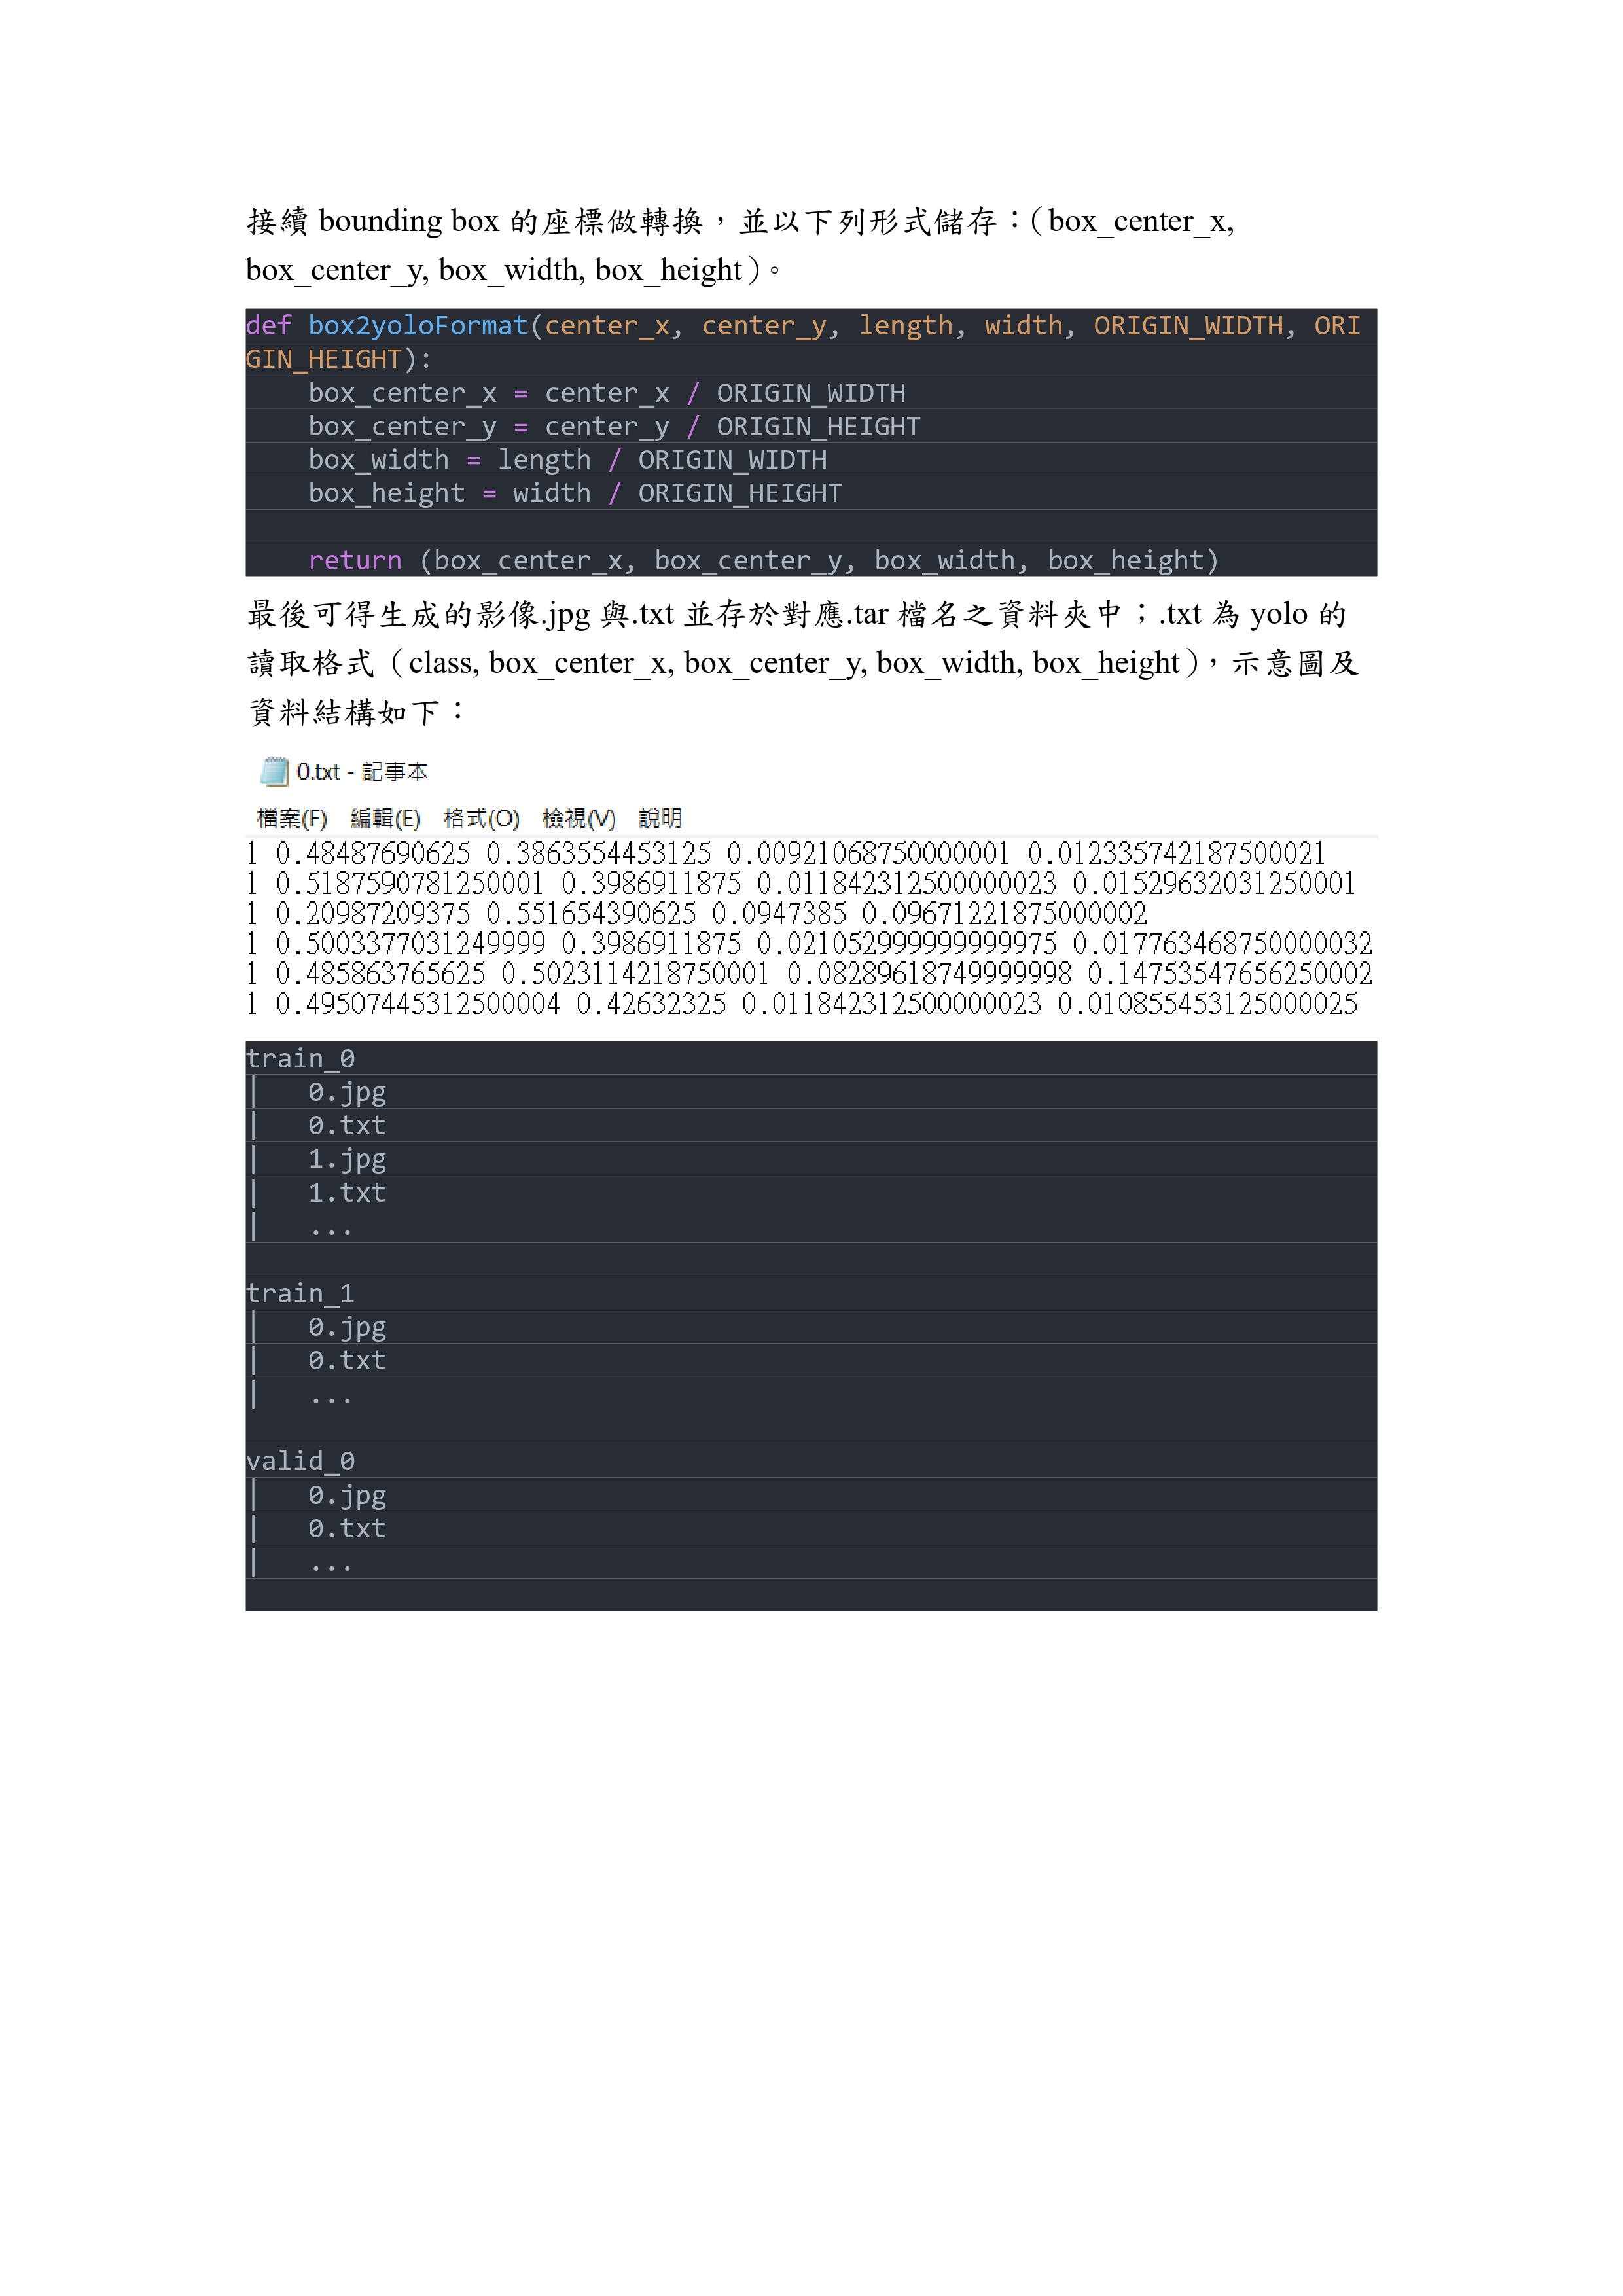 接續 bounding box 的座標做轉換，並以下列形式儲存：（box_center_x,
box_center_y, box_width, box_height）。
def box2yoloFormat(center_x, center_y, length, width, ORIGIN_WIDTH, ORI
GIN_HEIGHT):
    box_center_x = center_x / ORIGIN_WIDTH
    box_center_y = center_y / ORIGIN_HEIGHT
    box_width = length / ORIGIN_WIDTH
    box_height = width / ORIGIN_HEIGHT
    return (box_center_x, box_center_y, box_width, box_height)
最後可得生成的影像.jpg 與.txt 並存於對應.tar 檔名之資料夾中；.txt 為 yolo 的
讀取格式（class, box_center_x, box_center_y, box_width, box_height），示意圖及
資料結構如下：
0.txt - 記事本
檔案(F) 編輯(E) 格式(O) 檢視(V) 說明
1 0.48487690625 0.3863554453125 0.00921068750000001 0.012335742187500021
1 0.5187590781250001 0.3986911875 0.011842312500000023 0.01529632031250001
1 0.20987209375 0.551654390625 0.0947385 0.09671221875000002
1 0.5003377031249999 0.3986911875 0.02105299999999975 0.017763468750000032
1 0.485863765625 0.5023114218750001 0.08289618749999998 0.14753547656250002
1 0.49507445312500004 0.42632325 0.011842312500000023 0.010855453125000025
train_0
|   0.jpg
|   0.txt
|   1.jpg
|   1.txt
|   ...
train_1
|   0.jpg
|   0.txt
|   ...
valid_0
|   0.jpg
|   0.txt
|   ...